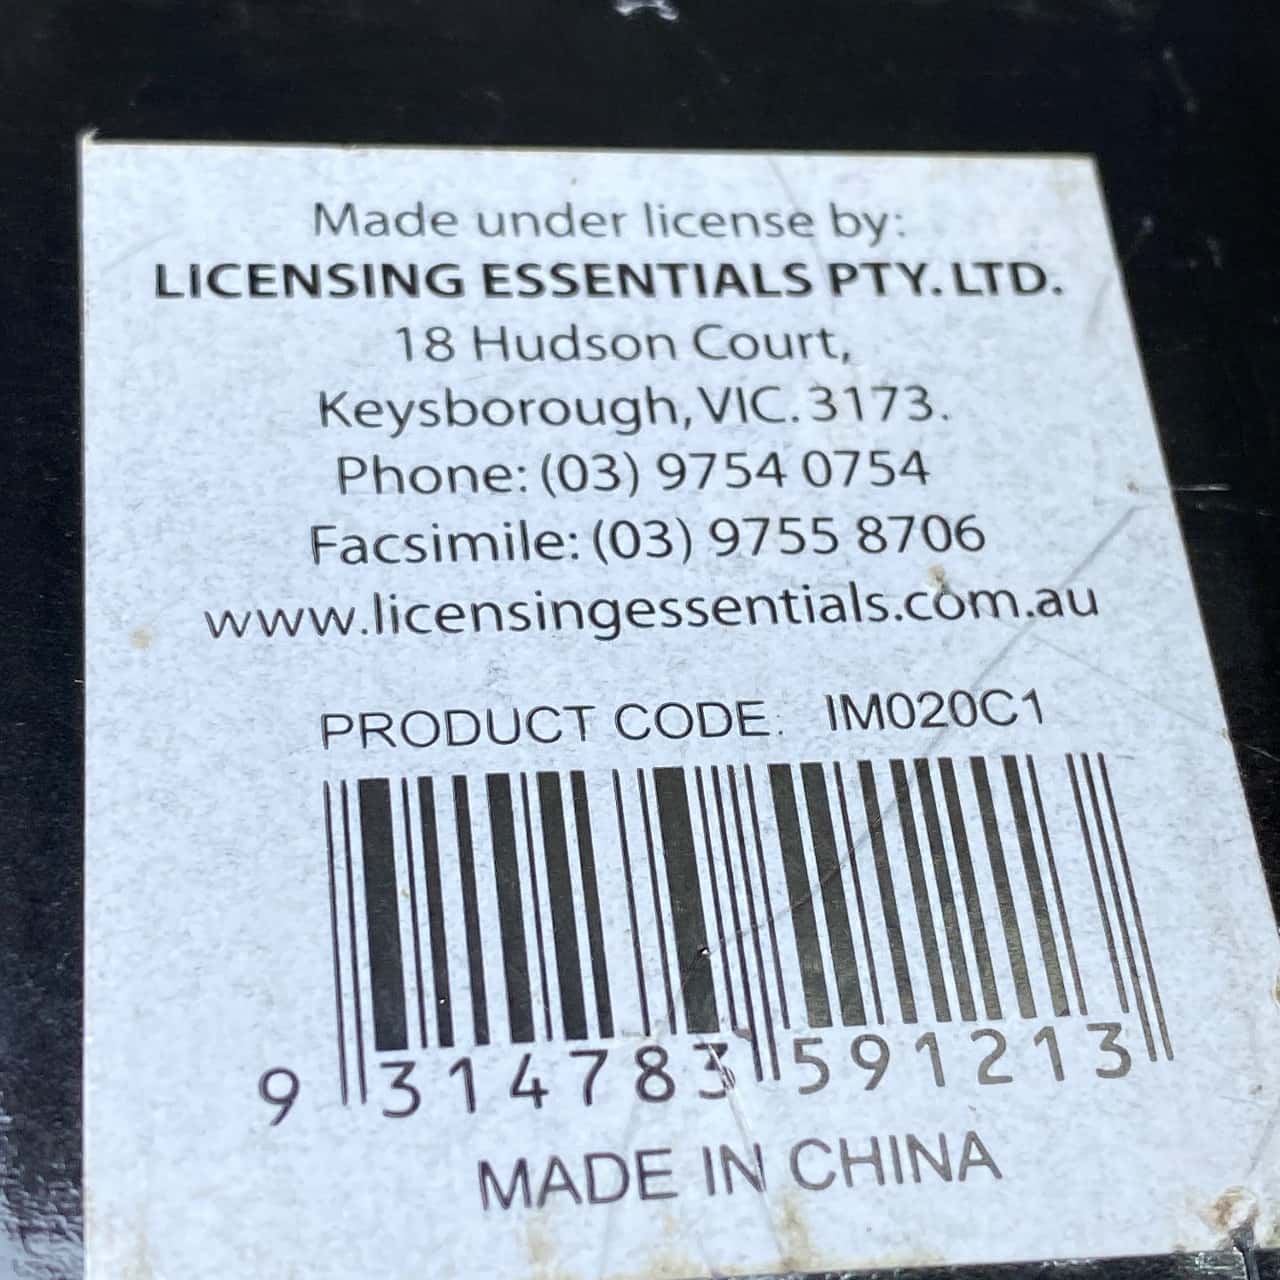 Made under license by:
LICENSING ESSENTIALS PTY. LTD.
18 Hudson Court,
Keysborough, VIC. 3173.
Phone: (03) 9754 0754
Facsimile: (03) 9755 8706
www.licensingessentials.com.au
PRODUCT CODE: IM020C1
9 314783 591213
MADE IN CHINA